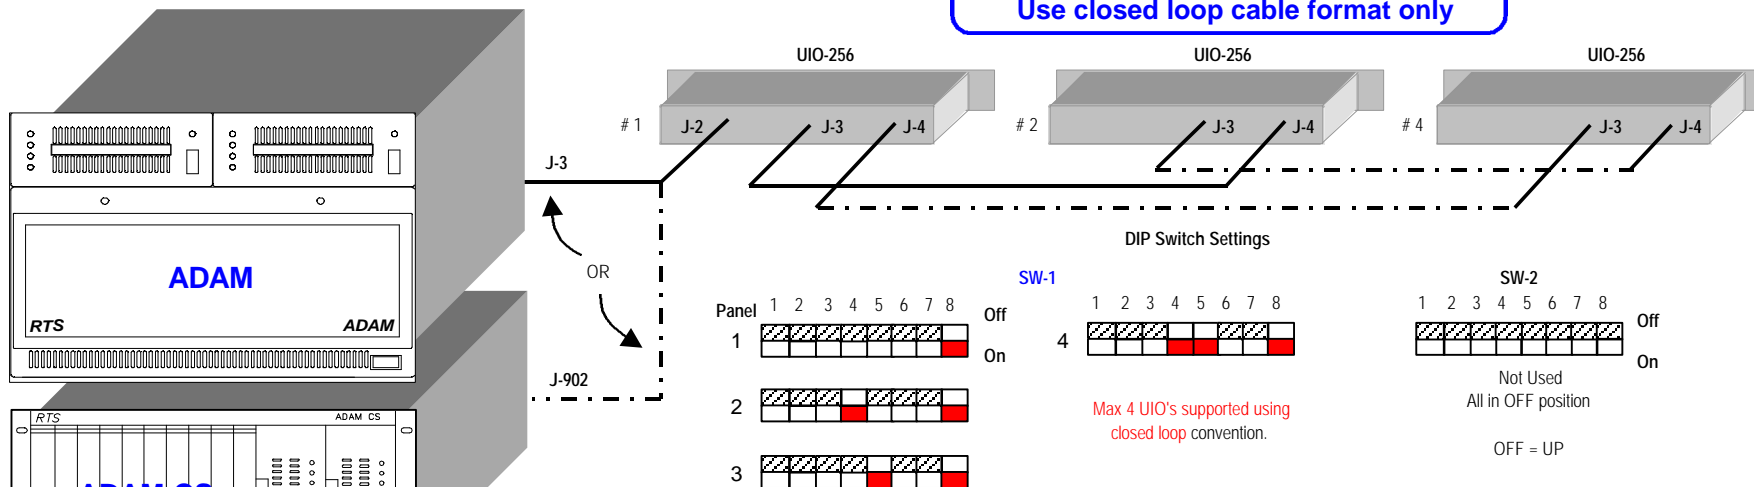 Use closed loop cable format only
UIO-256 UIO-256 UIO-256
# 1 J-2 J-3 J-4 # 2 J-3 J-4 # 4 J-3 J-4
J-3
DIP Switch Settings
OR
ADAM
SW-1 SW-2
Panel 1 2 3 4 5 6 7 8 Off 1 2 3 4 5 6 7 8 1 2 3 4 5 6 7 8 Off
RTS ADAM
1 On 4 On
Not Used
All in OFF position
J-902
2
Max 4 UIO's supported using
closed loop convention.
RTS ADAM CS
OFF = UP
3
ADAM CS